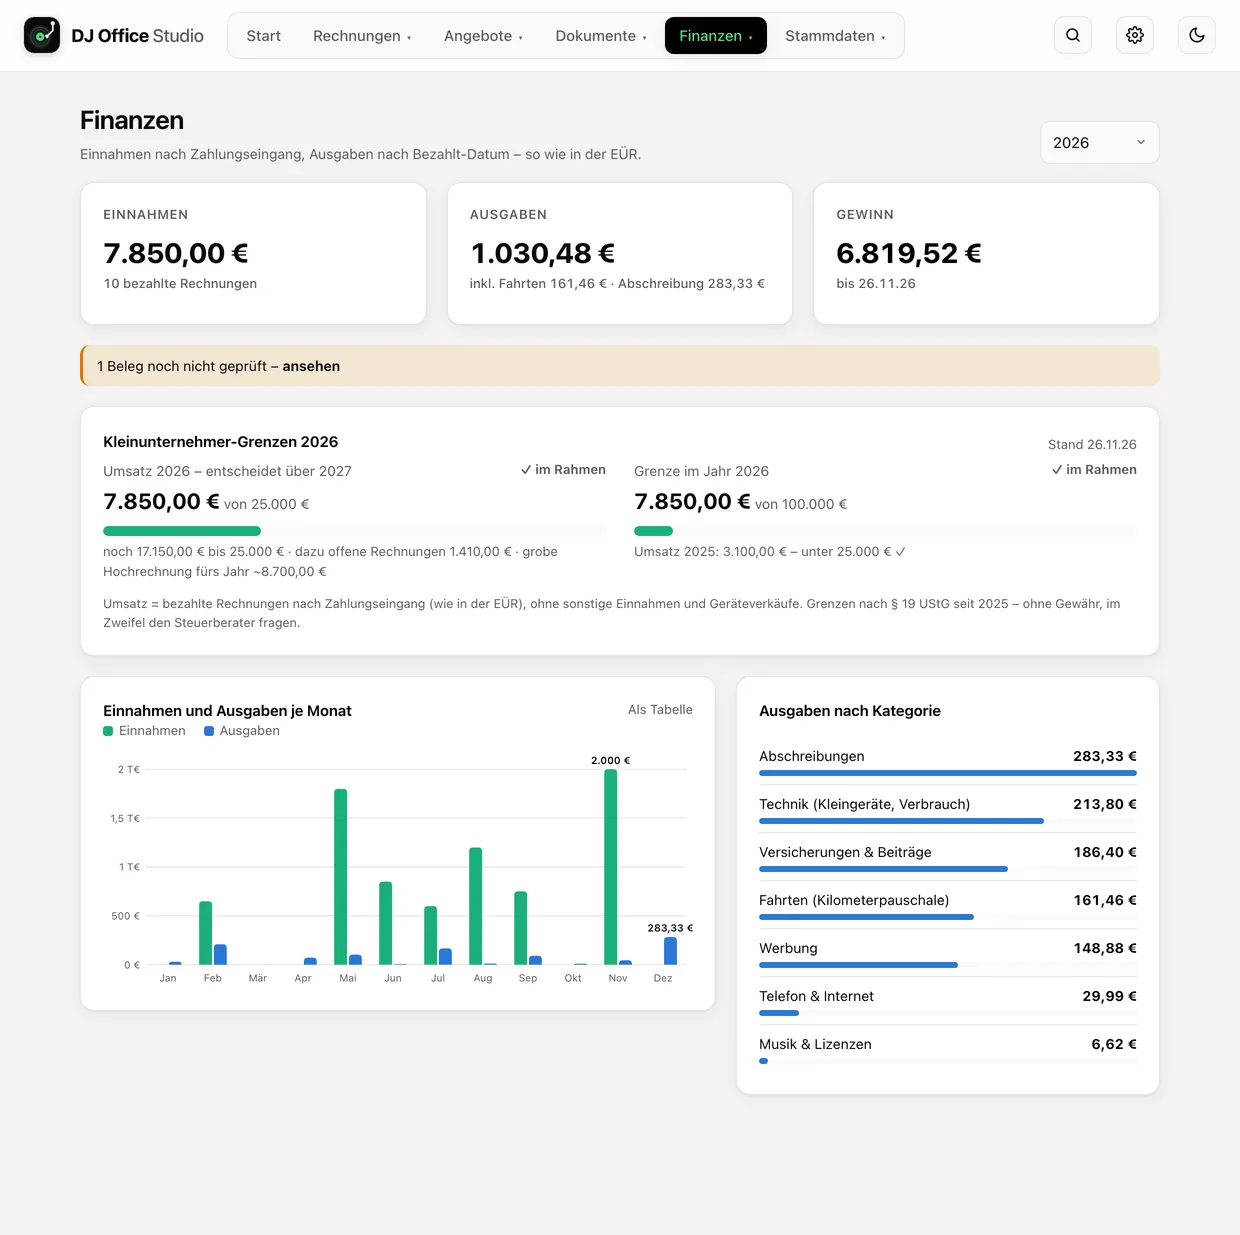 DJ Office Studio
Start
Rechnungen
Angebote
Dokumente
Finanzen
Stammdaten
Finanzen
Einnahmen nach Zahlungseingang, Ausgaben nach Bezahlt-Datum – so wie in der EÜR.
2026
EINNAHMEN
7.850,00 €
10 bezahlte Rechnungen
AUSGABEN
1.030,48 €
inkl. Fahrten 161,46 € · Abschreibung 283,33 €
GEWINN
6.819,52 €
bis 26.11.26
1 Beleg noch nicht geprüft – ansehen
Kleinunternehmer-Grenzen 2026
Stand 26.11.26
Umsatz 2026 – entscheidet über 2027
✓ im Rahmen
7.850,00 € von 25.000 €
noch 17.150,00 € bis 25.000 € · dazu offene Rechnungen 1.410,00 € · grobe
Hochrechnung fürs Jahr ~8.700,00 €
Grenze im Jahr 2026
✓ im Rahmen
7.850,00 € von 100.000 €
Umsatz 2025: 3.100,00 € – unter 25.000 € ✓
Umsatz = bezahlte Rechnungen nach Zahlungseingang (wie in der EÜR), ohne sonstige Einnahmen und Geräteverkäufe. Grenzen nach § 19 UStG seit 2025 – ohne Gewähr, im
Zweifel den Steuerberater fragen.
Einnahmen und Ausgaben je Monat
Als Tabelle
Einnahmen
Ausgaben
2.000 €
2 T€
1,5 T€
1 T€
500 €
283,33 €
0 €
Jan
Feb
Mär
Apr
Mai
Jun
Jul
Aug
Sep
Okt
Nov
Dez
Ausgaben nach Kategorie
Abschreibungen
283,33 €
Technik (Kleingeräte, Verbrauch)
213,80 €
Versicherungen & Beiträge
186,40 €
Fahrten (Kilometerpauschale)
161,46 €
Werbung
148,88 €
Telefon & Internet
29,99 €
Musik & Lizenzen
6,62 €